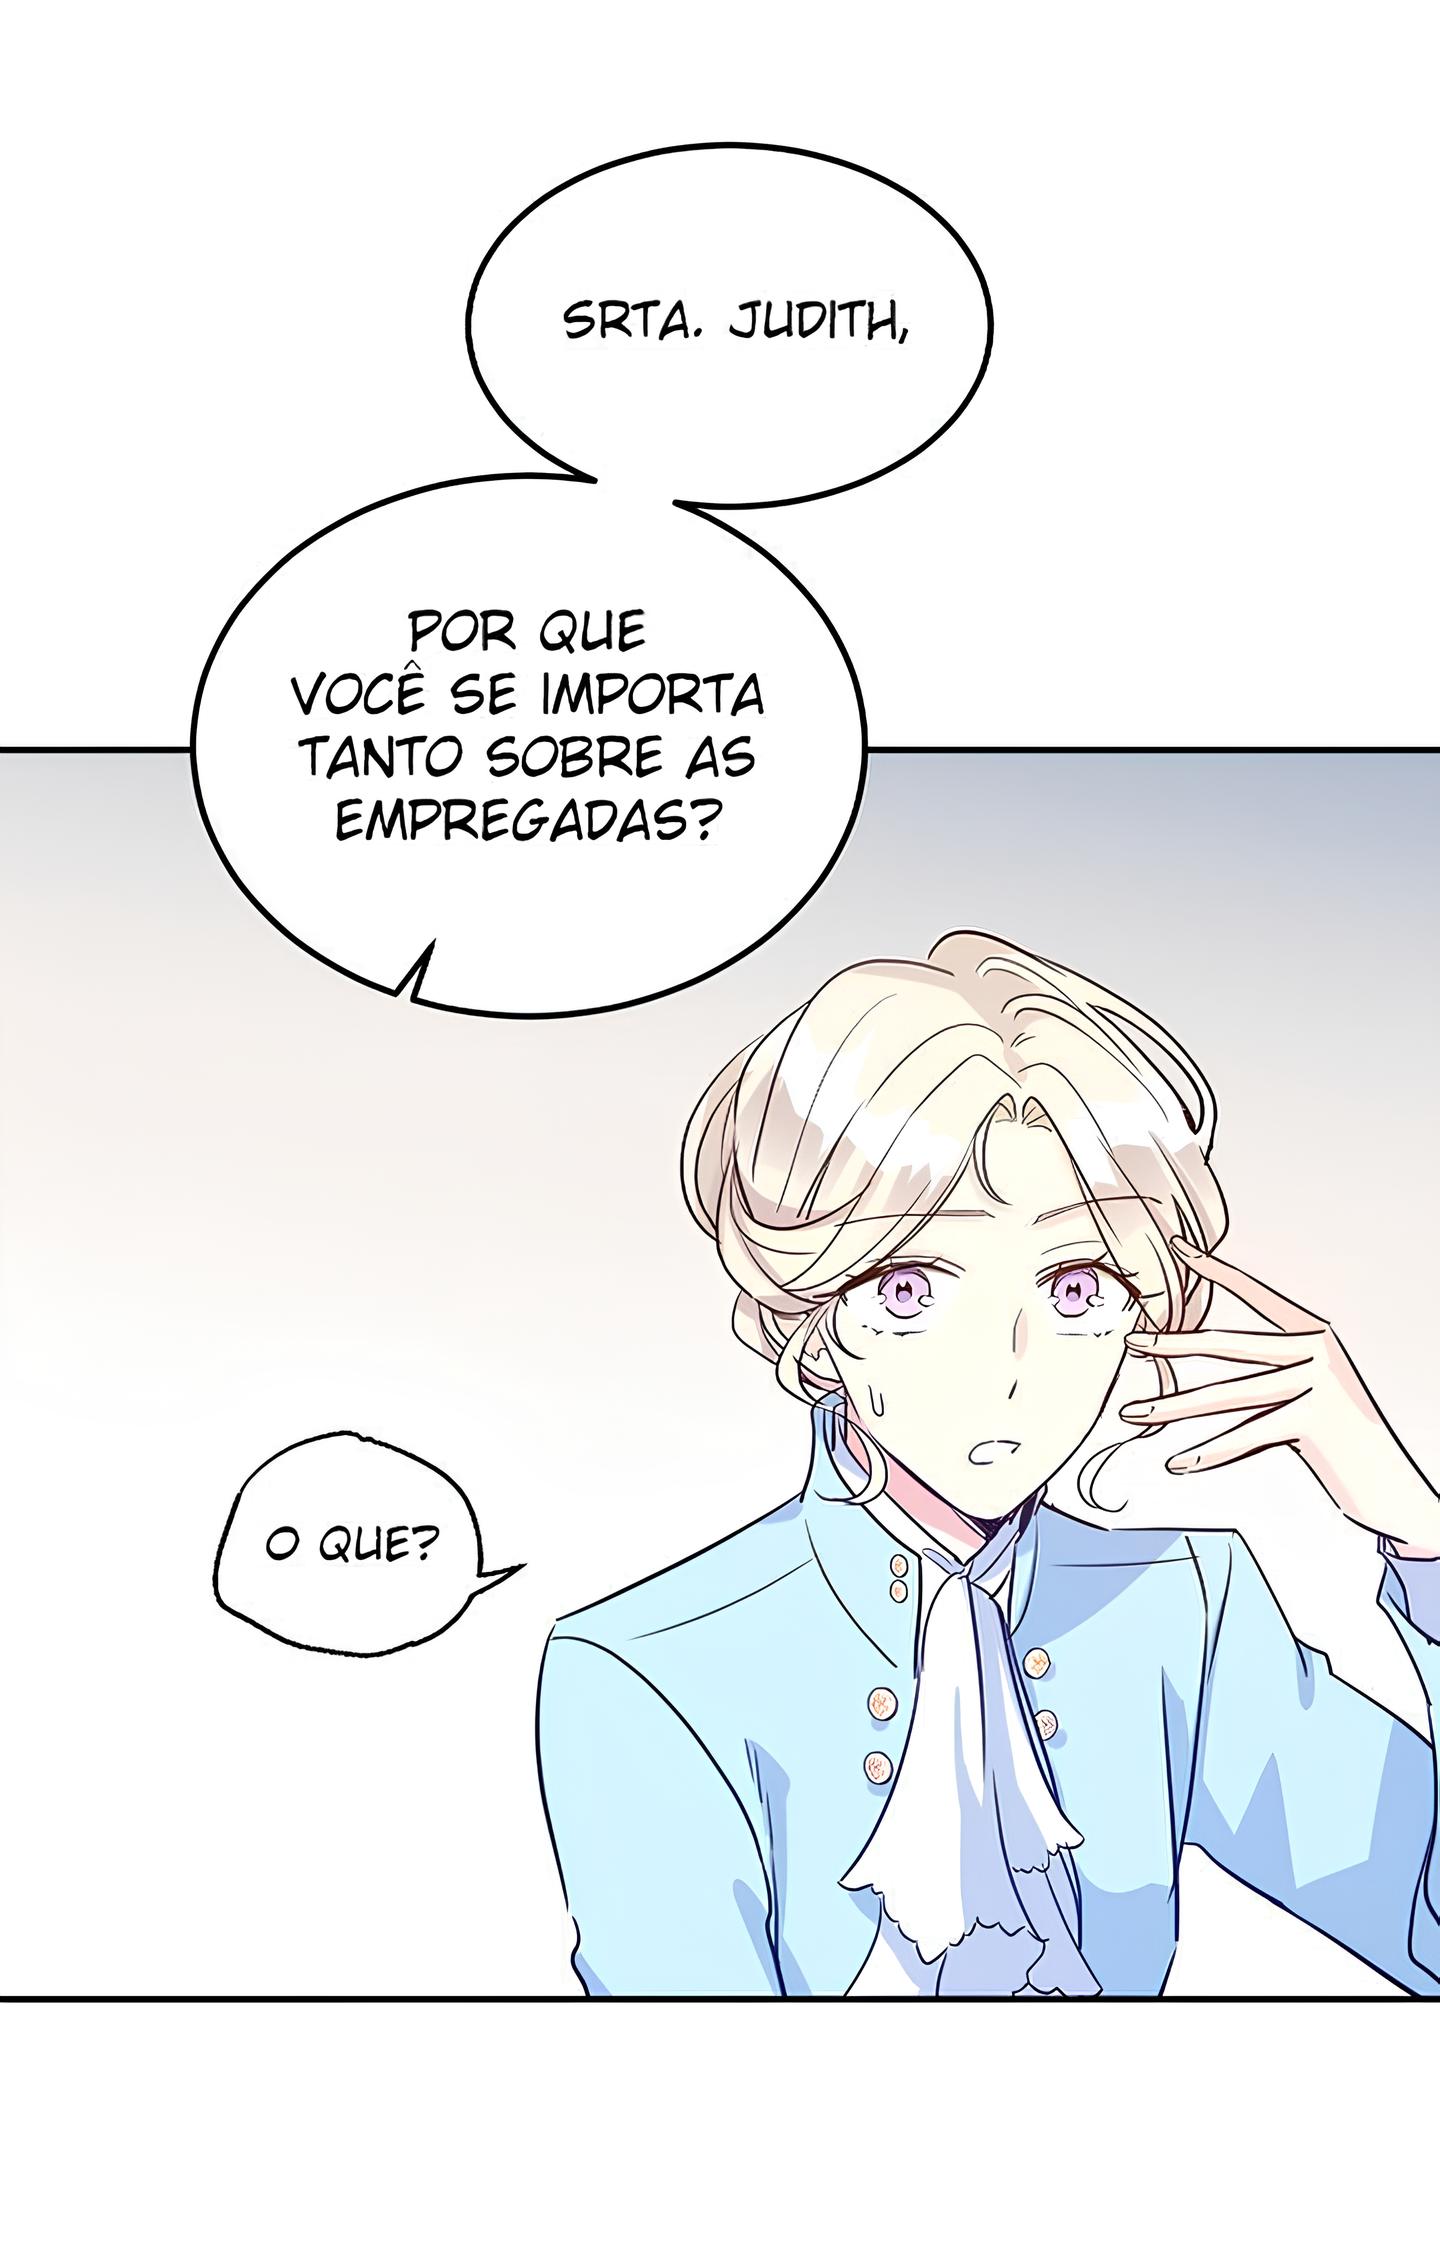 SRTA. JUDITH,
POR QUE
VOCÊ SE IMPORTA
TANTO SOBRE AS
EMPREGADAS?
O QUE?